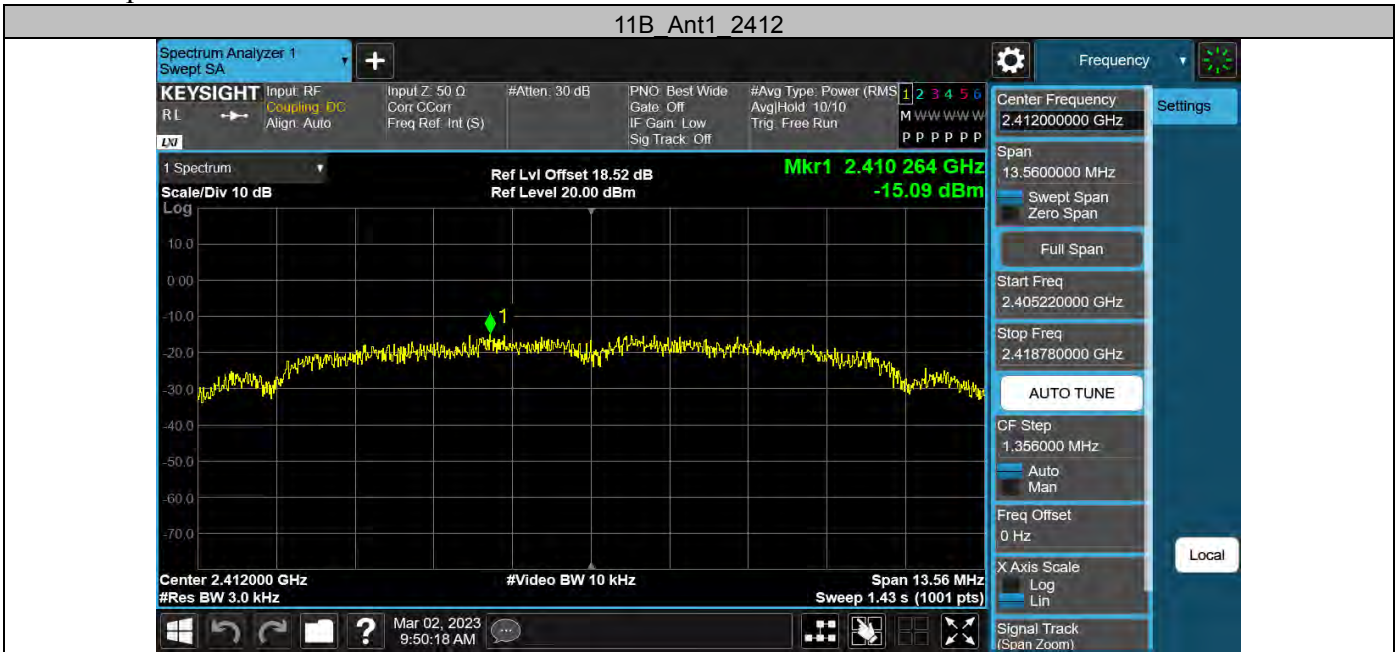 11B_Ant1_2412
Spectrum Analyzer 1
Swept SA
+
Frequency
KEYSIGHT
RL
LXI
Input: RF
Coupling: DC
Align: Auto
Input Z: 50 Ω
Corr CCorr
Freq Ref: Int (S)
#Atten: 30 dB
PNO: Best Wide
Gate: Off
IF Gain: Low
Sig Track: Off
#Avg Type: Power (RMS
Avg|Hold: 10/10
Trig: Free Run
1 2 3 4 5 6
M W W W W W
P P P P P P
Center Frequency
2.412000000 GHz
Settings
1 Spectrum
Scale/Div 10 dB
Ref Lvl Offset 18.52 dB
Ref Level 20.00 dBm
Mkr1 2.410 264 GHz
-15.09 dBm
Span
13.5600000 MHz
Swept Span
Zero Span
Log
10.0
0.00
-10.0
-20.0
-30.0
-40.0
-50.0
-60.0
-70.0
1
Full Span
Start Freq
2.405220000 GHz
Stop Freq
2.418780000 GHz
AUTO TUNE
CF Step
1.356000 MHz
Auto
Man
Freq Offset
0 Hz
Local
X Axis Scale
Log
Lin
Center 2.412000 GHz
#Video BW 10 kHz
Span 13.56 MHz
#Res BW 3.0 kHz
Sweep 1.43 s (1001 pts)
?
Mar 02, 2023
9:50:18 AM
Signal Track
(Span Zoom)